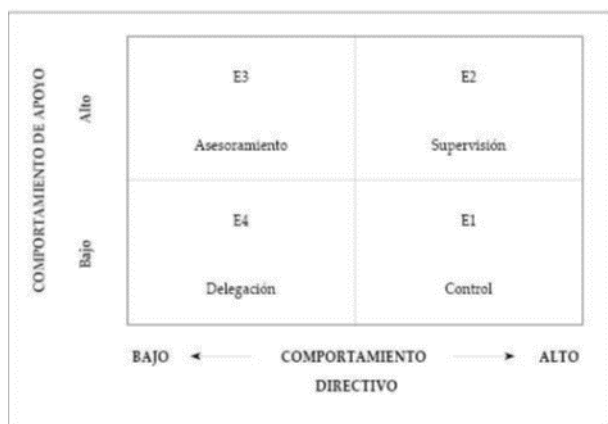 COMPORTAMIENTO DE APOYO
Alto
Bajo
E3
Asesoramiento
E2
Supervisión
E4
Delegación
E1
Control
BAJO
COMPORTAMIENTO
DIRECTIVO
ALTO